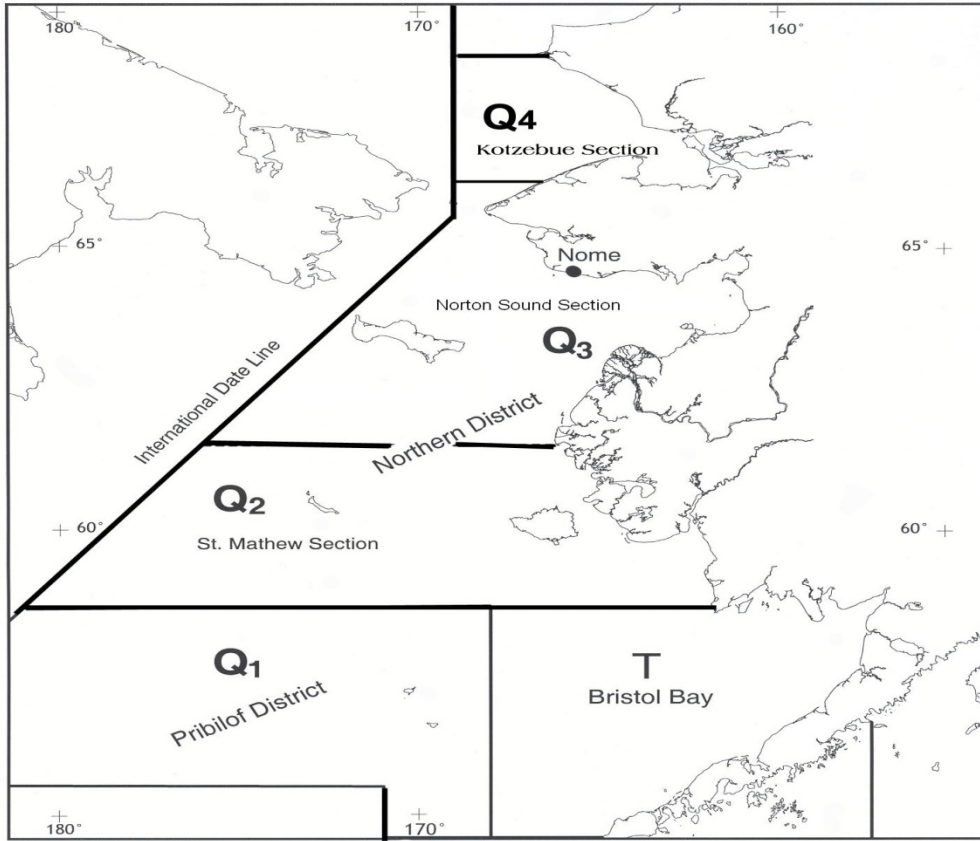 180°
170°
160°
Q4
Kotzebue Section
65°
65°
Nome
Norton Sound Section
Q3
International Date Line
Northern District
Q2
St. Mathew Section
60°
60°
Q1
Pribilof District
T
Bristol Bay
180°
170°